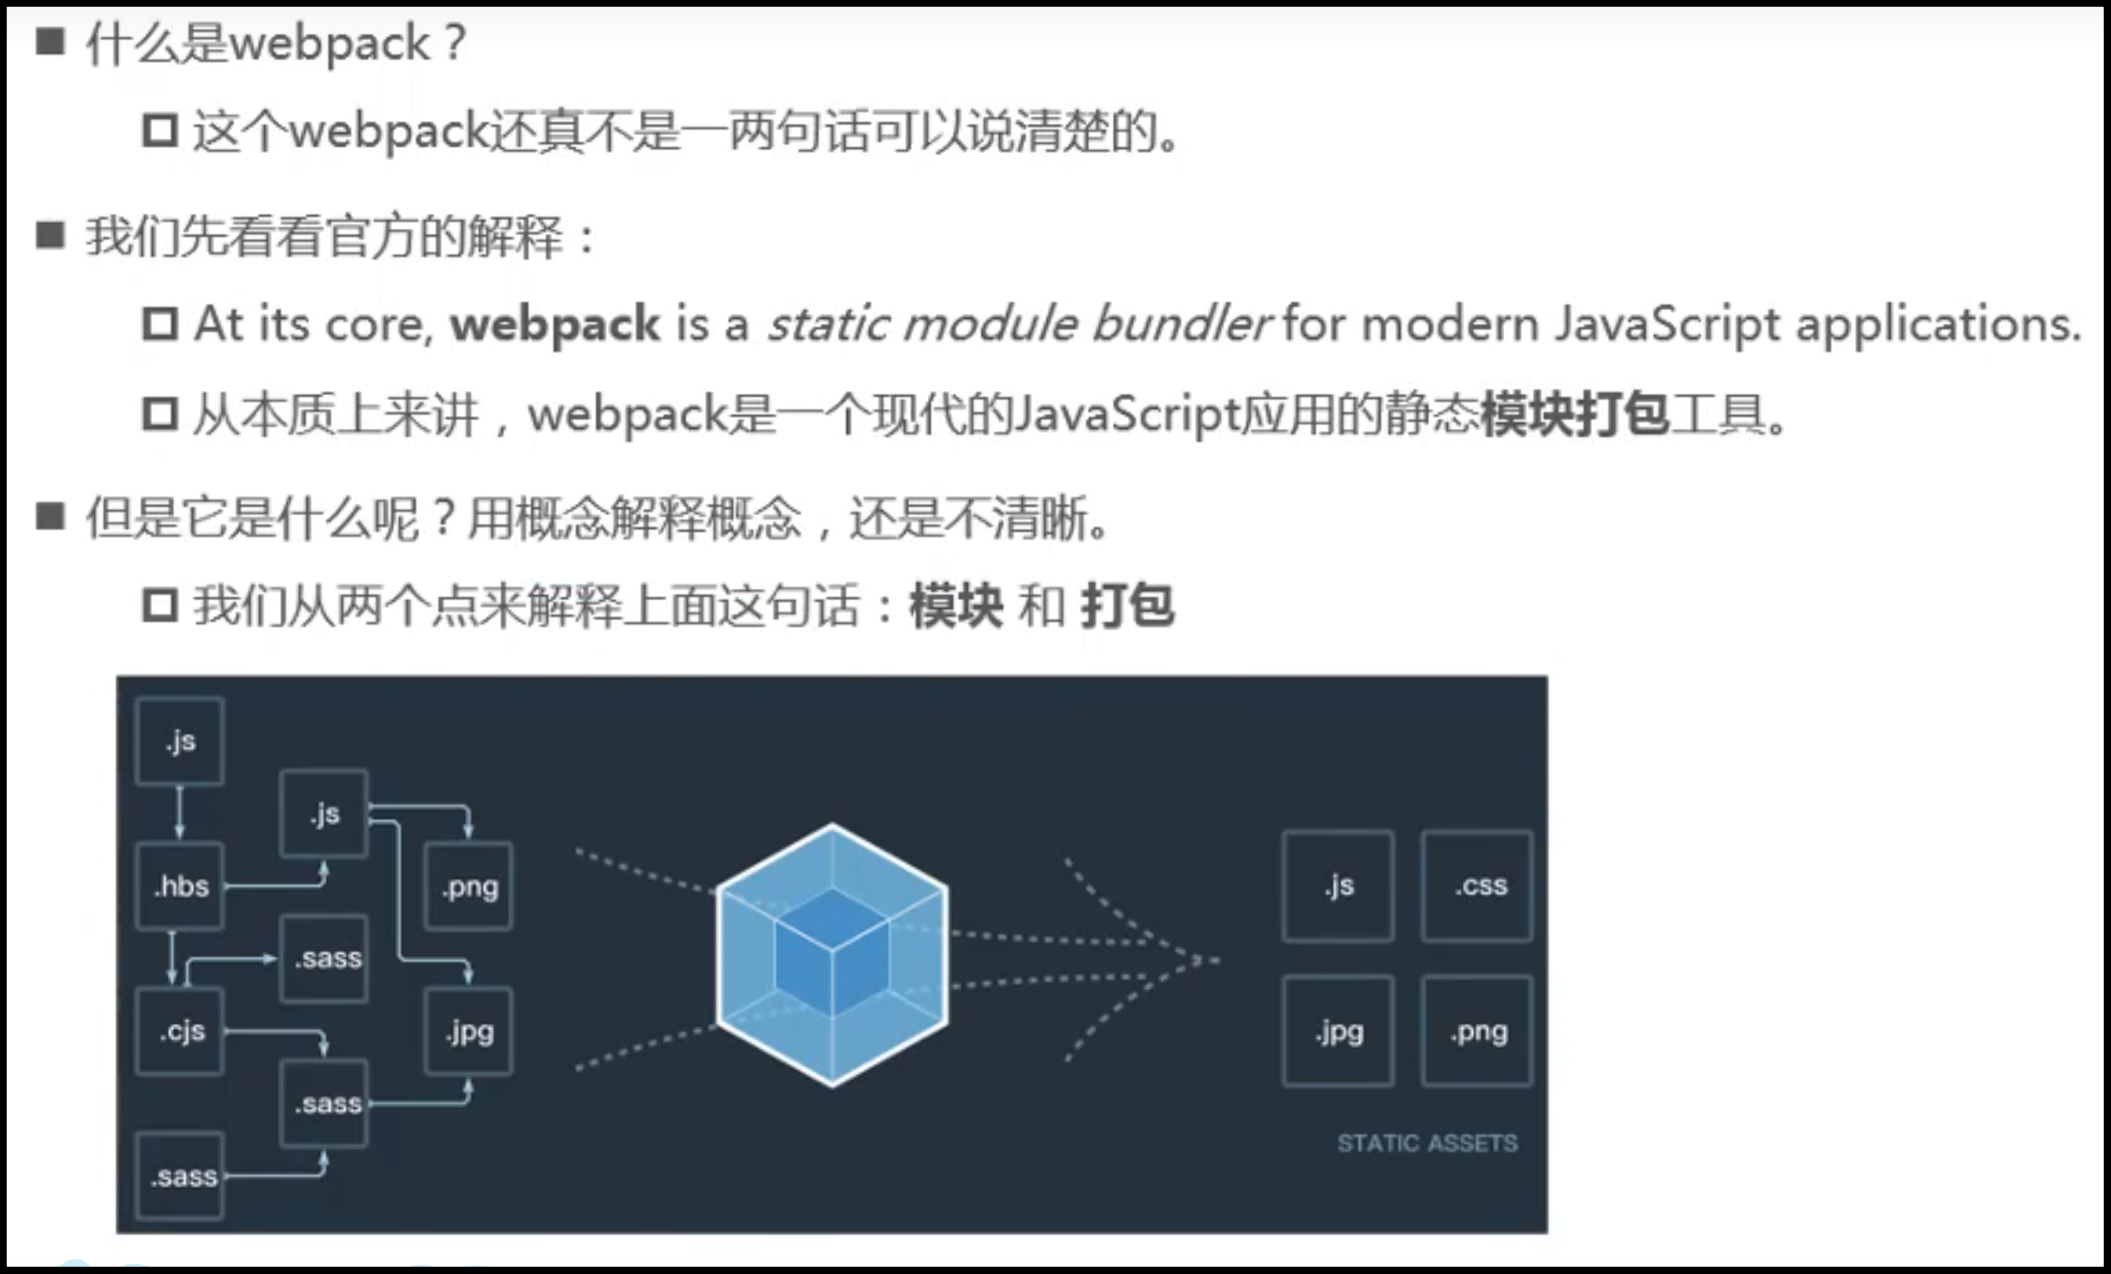 什么是webpack？
这个webpack还真不是一两句话可以说清楚的。
我们先看看官方的解释：
At its core, webpack is a static module bundler for modern JavaScript applications.
从本质上来讲，webpack是一个现代的JavaScript应用的静态模块打包工具。
但是它是什么呢？用概念解释概念，还是不清晰。
我们从两个点来解释上面这句话：模块 和 打包
.js
.js
.hbs
.png
.js
.css
.sass
.cjs
.jpg
.jpg
.png
.sass
STATIC ASSETS
.sass